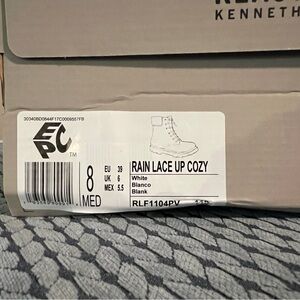 KENNETH
30340BD0844F17C0009557FB
EPC
TM
8
MED
EU 39
UK 6
MEX 5.5
RAIN LACE UP COZY
White
Blanco
Blank
RLF1104PV